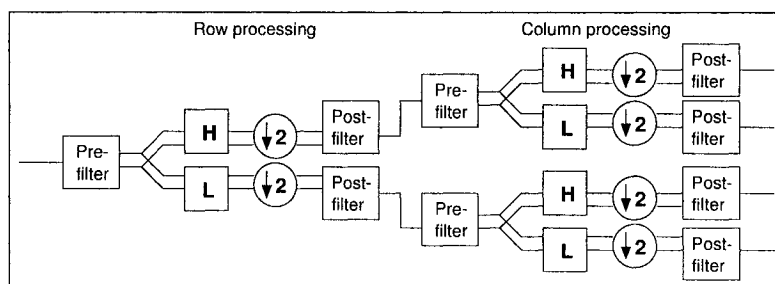 Row processing
Column processing
Pre-
filter
H
↓2
Post-
filter
L
↓2
Post-
filter
Pre-
filter
H
↓2
Post-
filter
L
↓2
Post-
filter
Pre-
filter
H
↓2
Post-
filter
L
↓2
Post-
filter